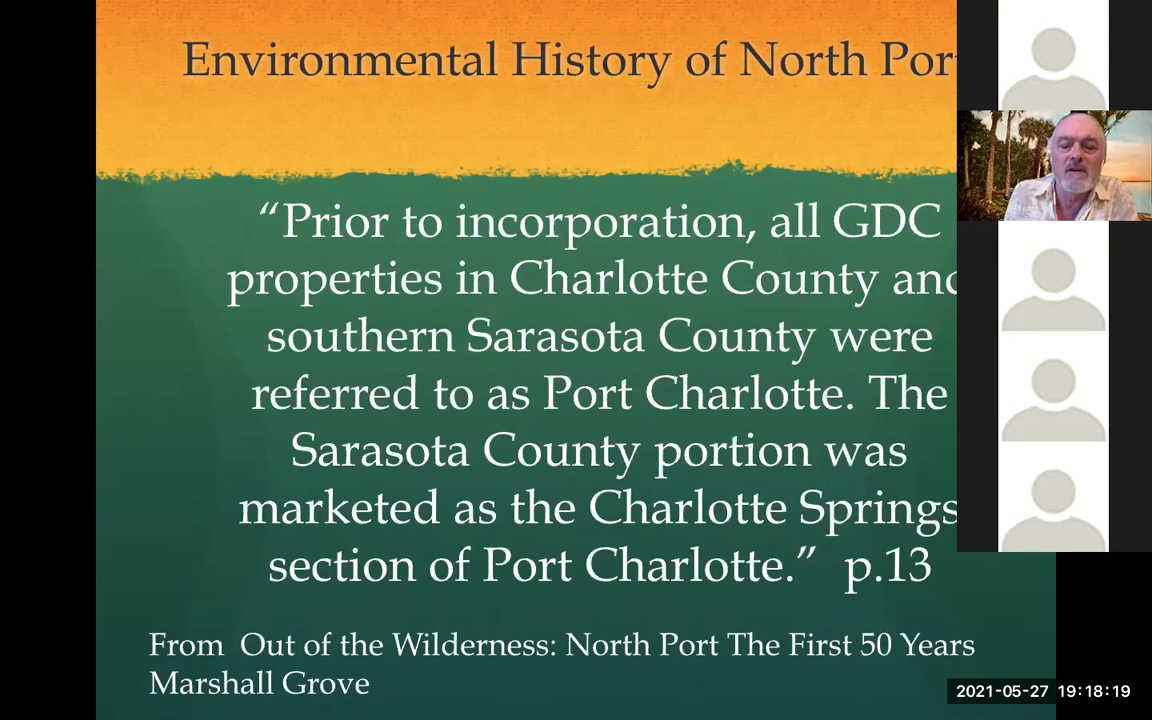 Environmental History of North Port
“Prior to incorporation, all GDC
properties in Charlotte County and
southern Sarasota County were
referred to as Port Charlotte. The
Sarasota County portion was
marketed as the Charlotte Springs
section of Port Charlotte.”  p.13
From  Out of the Wilderness: North Port The First 50 Years
Marshall Grove
2021-05-27 19:18:19